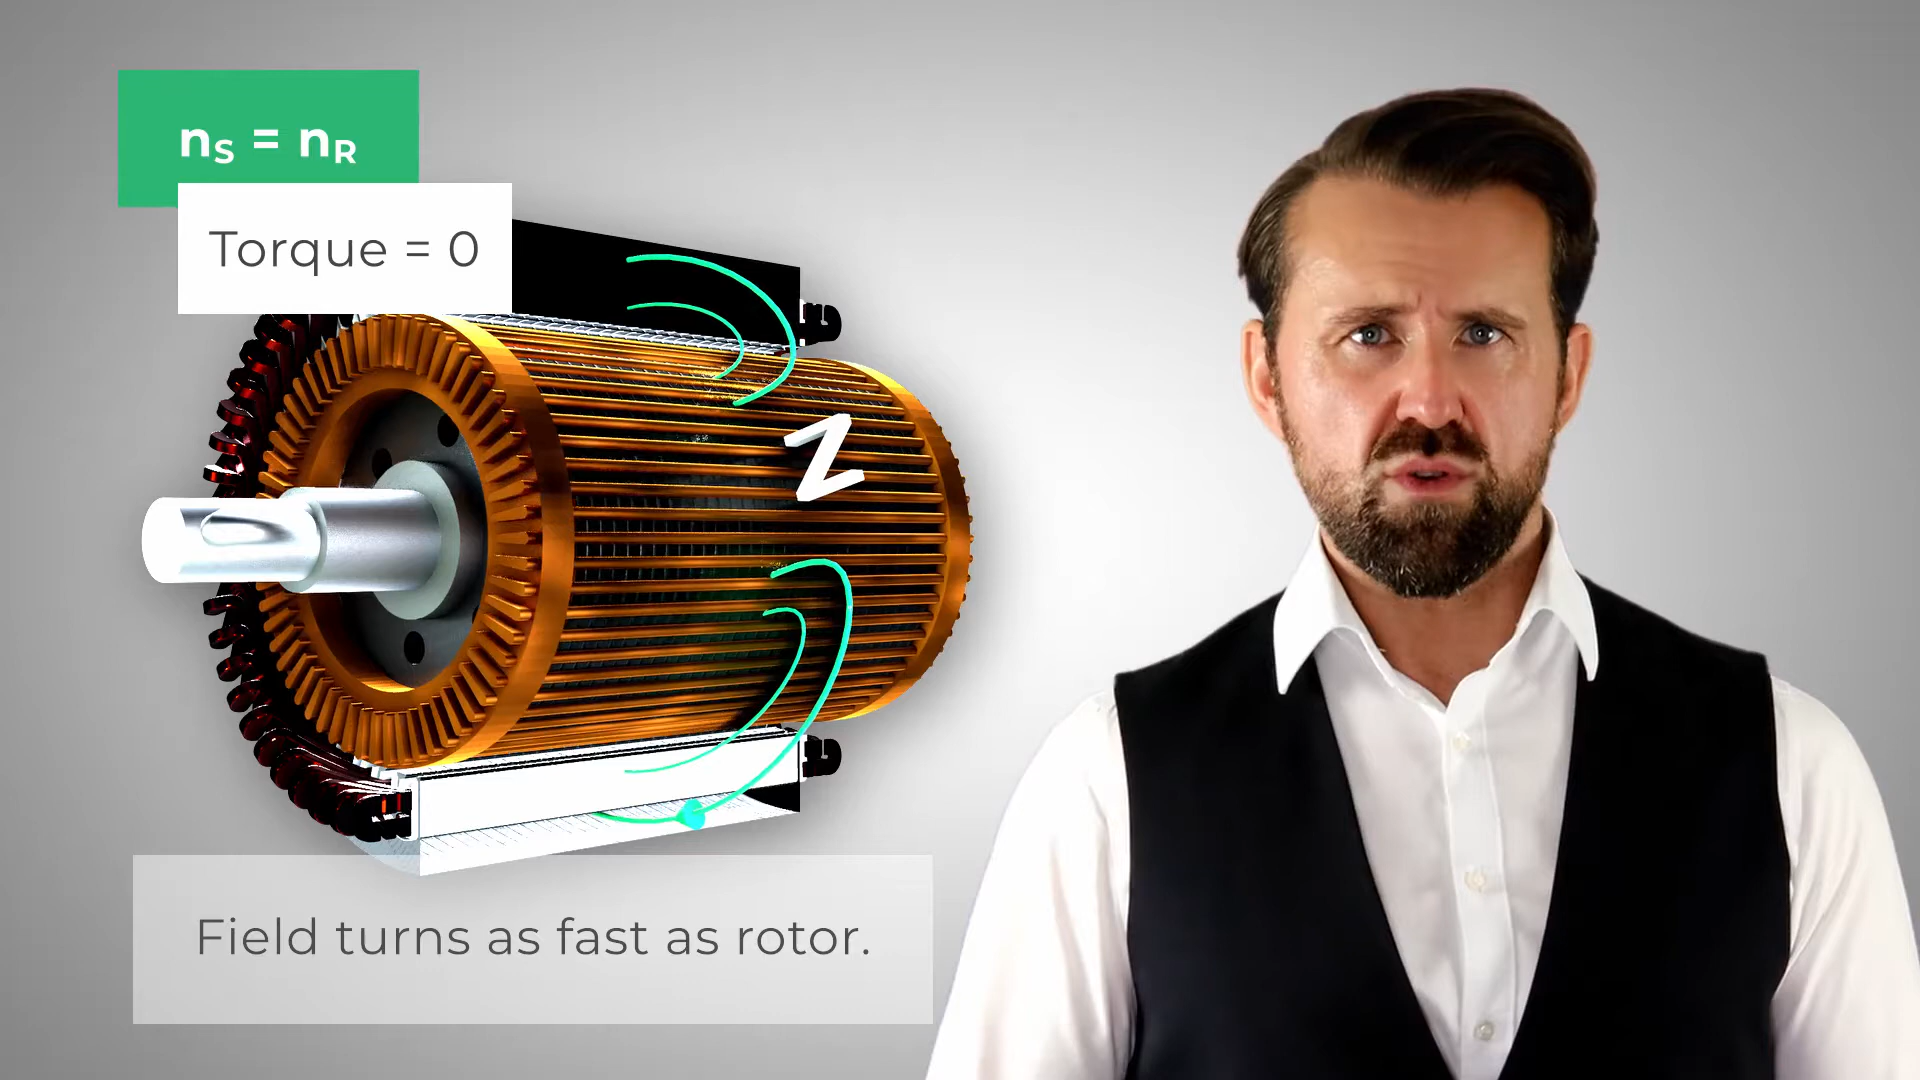 nS = nR
Torque = 0
N
Field turns as fast as rotor.